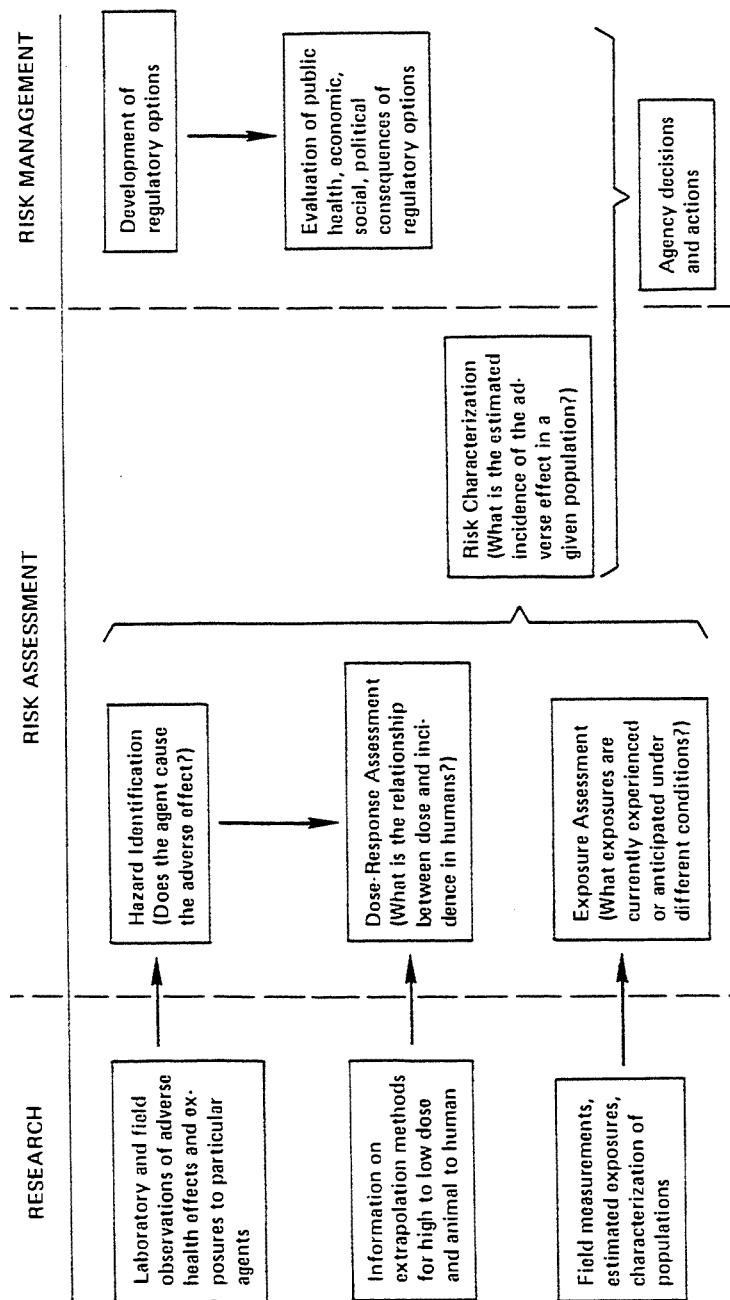 RESEARCH
RISK ASSESSMENT
RISK MANAGEMENT
Laboratory and field
observations of adverse
health effects and ex-
posures to particular
agents
Information on
extrapolation methods
for high to low dose
and animal to human
Field measurements,
estimated exposures,
characterization of
populations
Hazard Identification
(Does the agent cause
the adverse effect?)
Dose-Response Assessment
(What is the relationship
between dose and inci-
dence in humans?)
Exposure Assessment
(What exposures are
currently experienced
or anticipated under
different conditions?)
Risk Characterization
(What is the estimated
incidence of the ad-
verse effect in a
given population?)
Development of
regulatory options
Evaluation of public
health, economic,
social, political
consequences of
regulatory options
Agency decisions
and actions